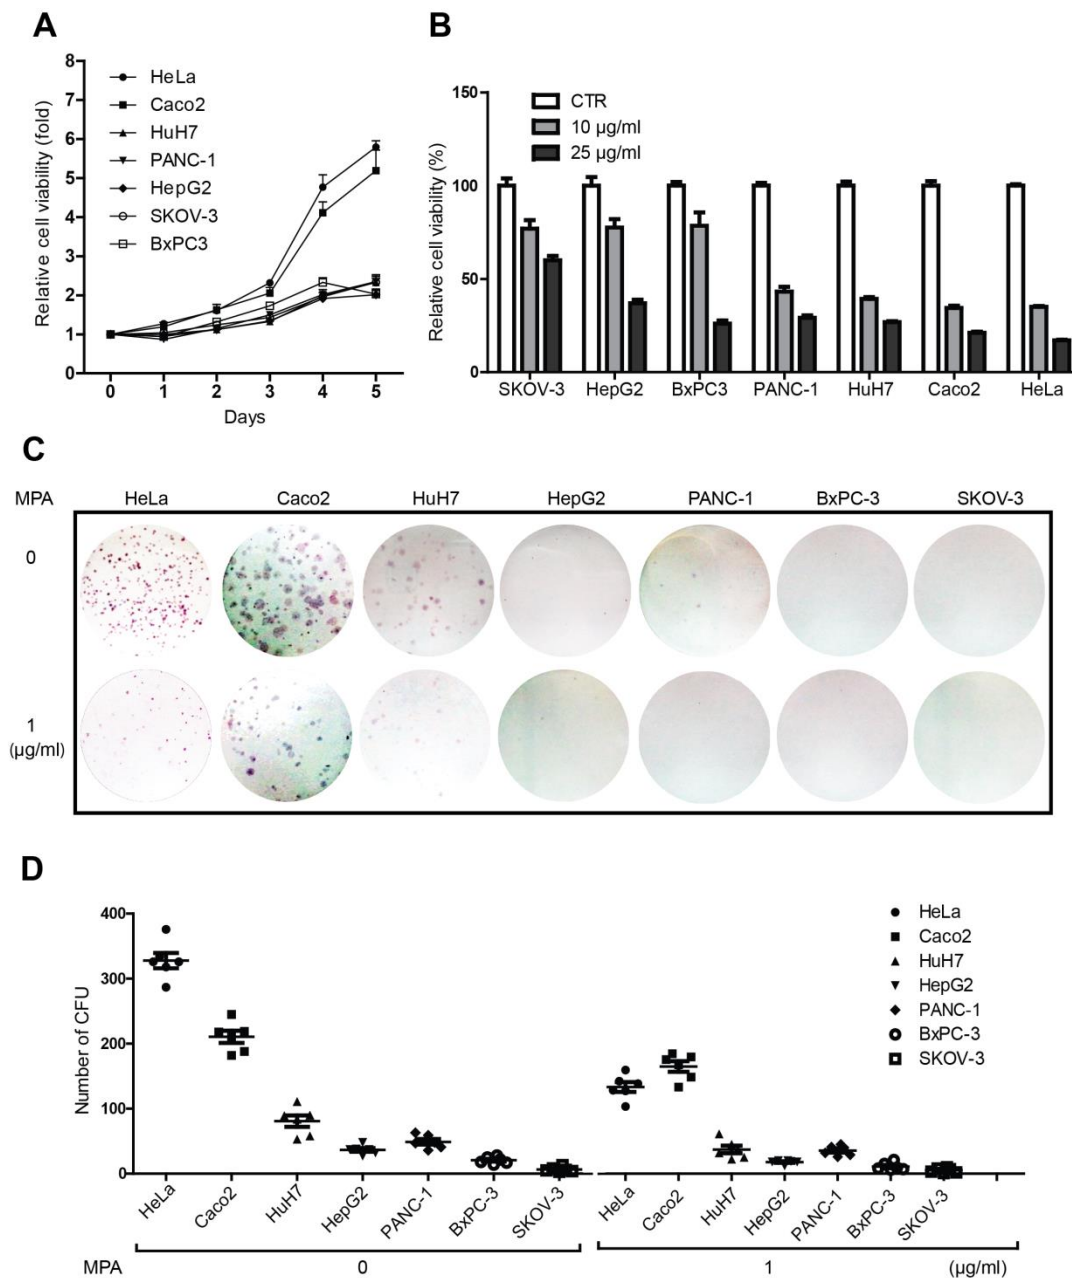 A
8
7
6
5
4
3
2
1
0
Relative cell viability (fold)
HeLa
Caco2
HuH7
PANC-1
HepG2
SKOV-3
BxPC3
0 1 2 3 4 5
Days
B
150
100
50
0
Relative cell viability (%)
CTR
10 µg/ml
25 µg/ml
SKOV-3 HepG2 BxPC3 PANC-1 HuH7 Caco2 HeLa
C
MPA HeLa Caco2 HuH7 HepG2 PANC-1 BxPC-3 SKOV-3
0
1
(µg/ml)
D
400
300
200
100
0
Number of CFU
HeLa
Caco2
HuH7
HepG2
PANC-1
BxPC-3
SKOV-3
HeLa Caco2 HuH7 HepG2 PANC-1 BxPC-3 SKOV-3 HeLa Caco2 HuH7 HepG2 PANC-1 BxPC-3 SKOV-3
MPA 0 1 (µg/ml)